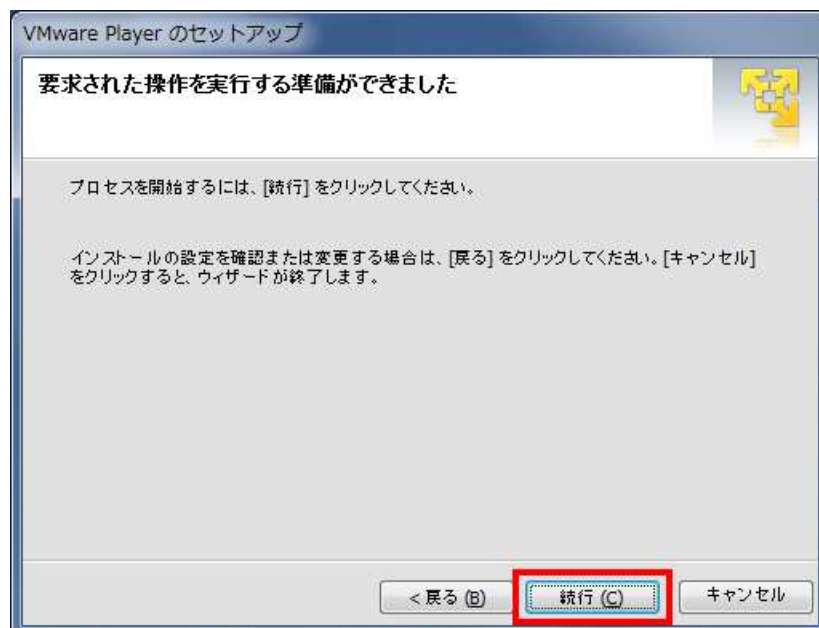 VMware Player のセットアップ
要求された操作を実行する準備ができました
プロセスを開始するには、[続行] をクリックしてください。
インストールの設定を確認または変更する場合は、[戻る] をクリックしてください。[キャンセル]
をクリックすると、ウィザードが終了します。
< 戻る (B) 続行 (C) キャンセル